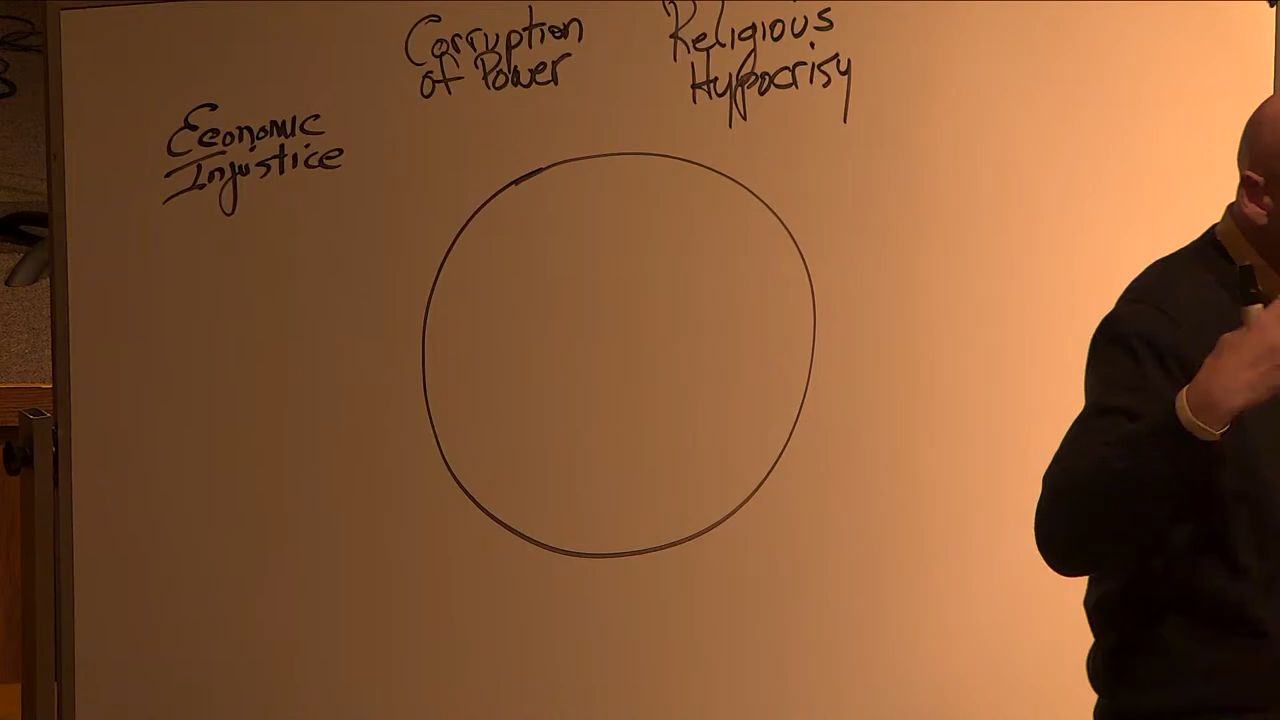 Corruption
of Power
Religious
Hypocrisy
Economic
Injustice